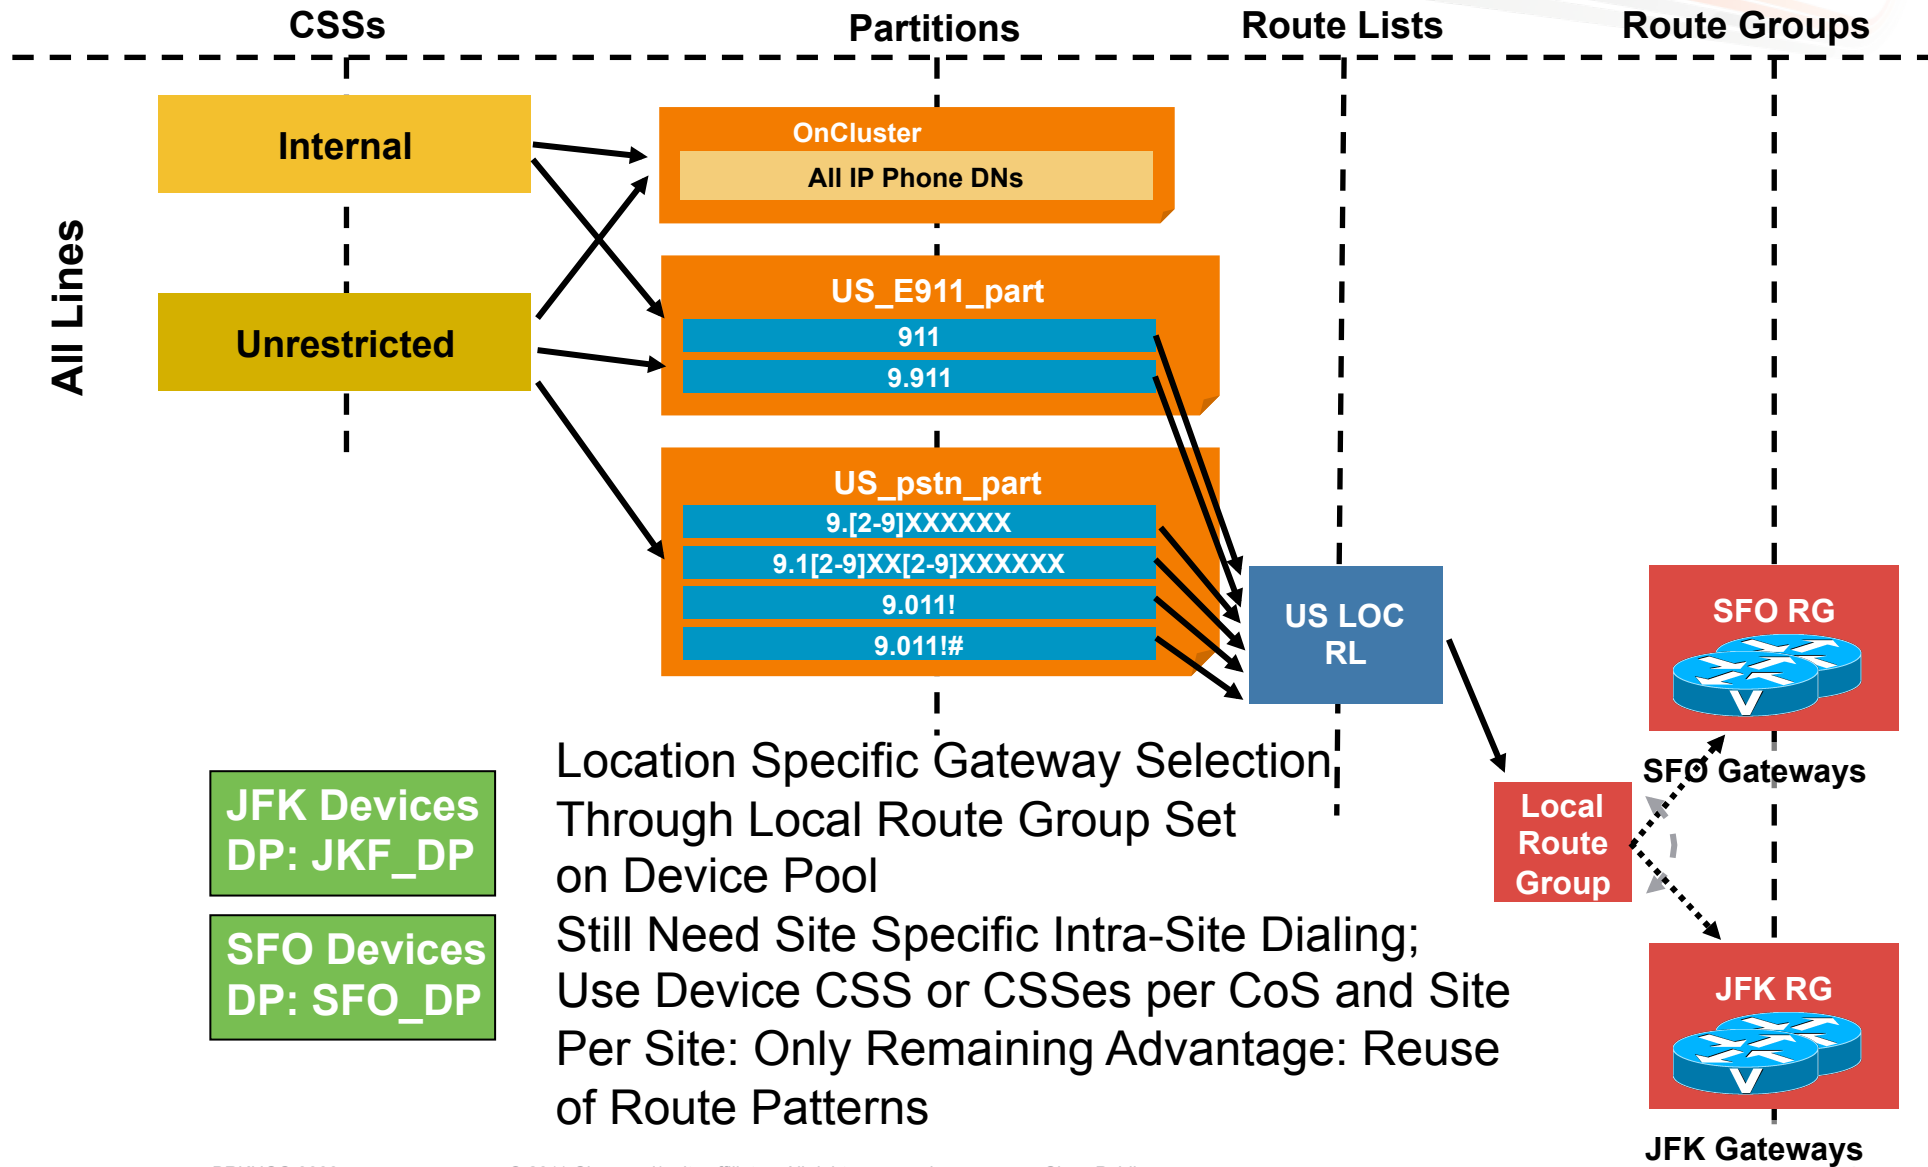 CSSs
Partitions
Route Lists
Route Groups
All Lines
Internal
Unrestricted
OnCluster
All IP Phone DNs
US_E911_part
911
9.911
US_pstn_part
9.[2-9]XXXXXX
9.1[2-9]XX[2-9]XXXXXX
9.011!
9.011!#
US LOC
RL
SFO RG
SFO Gateways
Local
Route
Group
JFK RG
JFK Gateways
JFK Devices
DP: JKF_DP
SFO Devices
DP: SFO_DP
Location Specific Gateway Selection
Through Local Route Group Set
on Device Pool
Still Need Site Specific Intra-Site Dialing;
Use Device CSS or CSSes per CoS and Site
Per Site: Only Remaining Advantage: Reuse
of Route Patterns